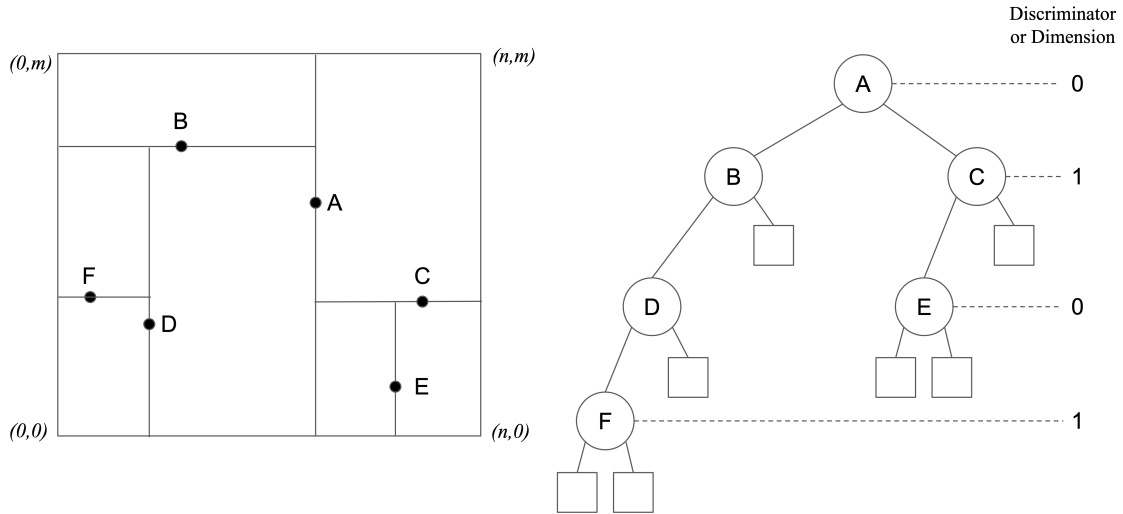 Discriminator
or Dimension
(0,m)
(n,m)
B
A
F
C
D
E
(0,0)
(n,0)
A
0
B
C
1
D
E
0
F
1